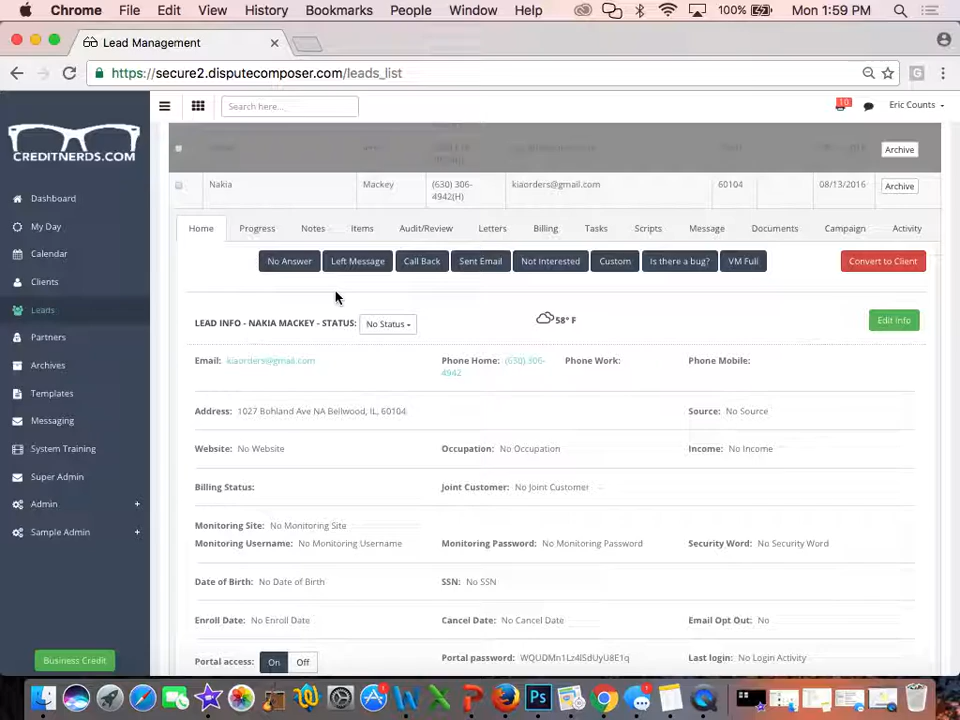 Chrome File Edit View History Bookmarks People Window Help 100% Mon 1:59 PM
Lead Management
https://secure2.disputecomposer.com/leads_list
G
Search here...
10
Eric Counts
CREDITNERDS.COM
Archive
Nakia Mackey (630) 306-4942(H) kiaorders@gmail.com 60104 08/13/2016 Archive
Dashboard
My Day
Calendar
Clients
Leads
Partners
Archives
Templates
Messaging
System Training
Super Admin
Admin +
Sample Admin +
Business Credit
Home Progress Notes Items Audit/Review Letters Billing Tasks Scripts Message Documents Campaign Activity
No Answer Left Message Call Back Sent Email Not Interested Custom Is there a bug? VM Full Convert to Client
LEAD INFO - NAKIA MACKEY - STATUS: No Status 58° F Edit Info
Email: kiaorders@gmail.com Phone Home: (630) 306-4942 Phone Work: Phone Mobile:
Address: 1027 Bohland Ave NA Bellwood, IL, 60104 Source: No Source
Website: No Website Occupation: No Occupation Income: No Income
Billing Status: Joint Customer: No Joint Customer
Monitoring Site: No Monitoring Site
Monitoring Username: No Monitoring Username Monitoring Password: No Monitoring Password Security Word: No Security Word
Date of Birth: No Date of Birth SSN: No SSN
Enroll Date: No Enroll Date Cancel Date: No Cancel Date Email Opt Out: No
Portal access: On Off Portal password: WQUDMn1Lz4lSdUyU8E1q Last login: No Login Activity